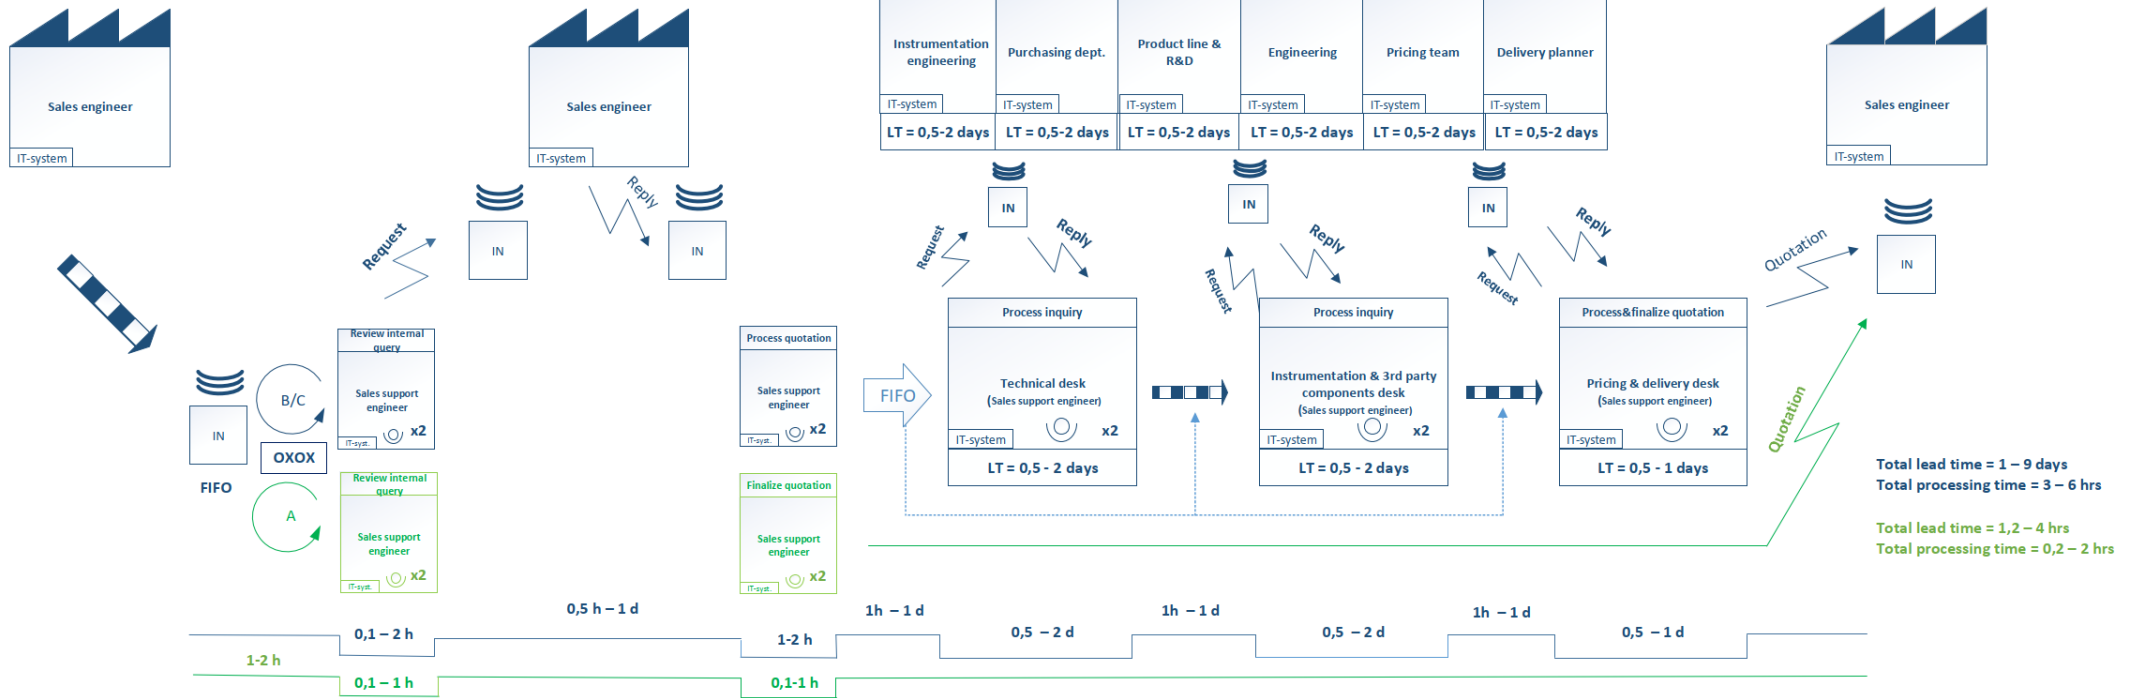 Sales engineer
IT-system
Sales engineer
IT-system
Instrumentation
engineering
IT-system
LT = 0,5-2 days
Purchasing dept.
IT-system
LT = 0,5-2 days
Product line &
R&D
IT-system
LT = 0,5-2 days
Engineering
IT-system
LT = 0,5-2 days
Pricing team
IT-system
LT = 0,5-2 days
Delivery planner
IT-system
LT = 0,5-2 days
Sales engineer
IT-system
Request
IN
Reply
IN
Request
IN
Reply
Request
IN
Reply
Request
IN
Reply
Quotation
IN
IN
FIFO
B/C
OXOX
A
Review internal
query
Sales support
engineer
IT-syst.
x2
Review internal
query
Sales support
engineer
IT-syst.
x2
Process quotation
Sales support
engineer
IT-syst.
x2
Finalize quotation
Sales support
engineer
IT-syst.
x2
FIFO
Process inquiry
Technical desk
(Sales support engineer)
IT-system
x2
LT = 0,5 - 2 days
Process inquiry
Instrumentation & 3rd party
components desk
(Sales support engineer)
IT-system
x2
LT = 0,5 - 2 days
Process&finalize quotation
Pricing & delivery desk
(Sales support engineer)
IT-system
x2
LT = 0,5 - 1 days
Quotation
Total lead time = 1 – 9 days
Total processing time = 3 – 6 hrs
Total lead time = 1,2 – 4 hrs
Total processing time = 0,2 – 2 hrs
0,5 h – 1 d
1h – 1 d
1h – 1 d
1h – 1 d
0,1 – 2 h
1-2 h
0,5 – 2 d
0,5 – 2 d
0,5 – 1 d
1-2 h
0,1 – 1 h
0,1-1 h